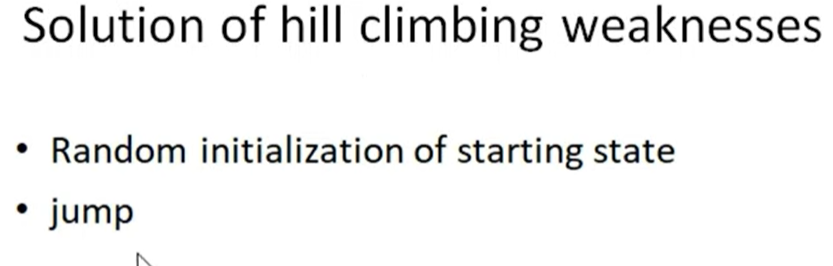 Solution of hill climbing weaknesses
• Random initialization of starting state
• jump